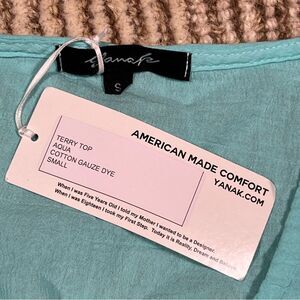 Yanak
S
AMERICAN MADE COMFORT
YANAK.COM
TERRY TOP
AQUA
COTTON GAUZE DYE
SMALL
When I was Five Years Old I told my Mother I wanted to be a Designer.
When I was Eighteen I took my First Step. Today it is Reality, Dream and Believe.